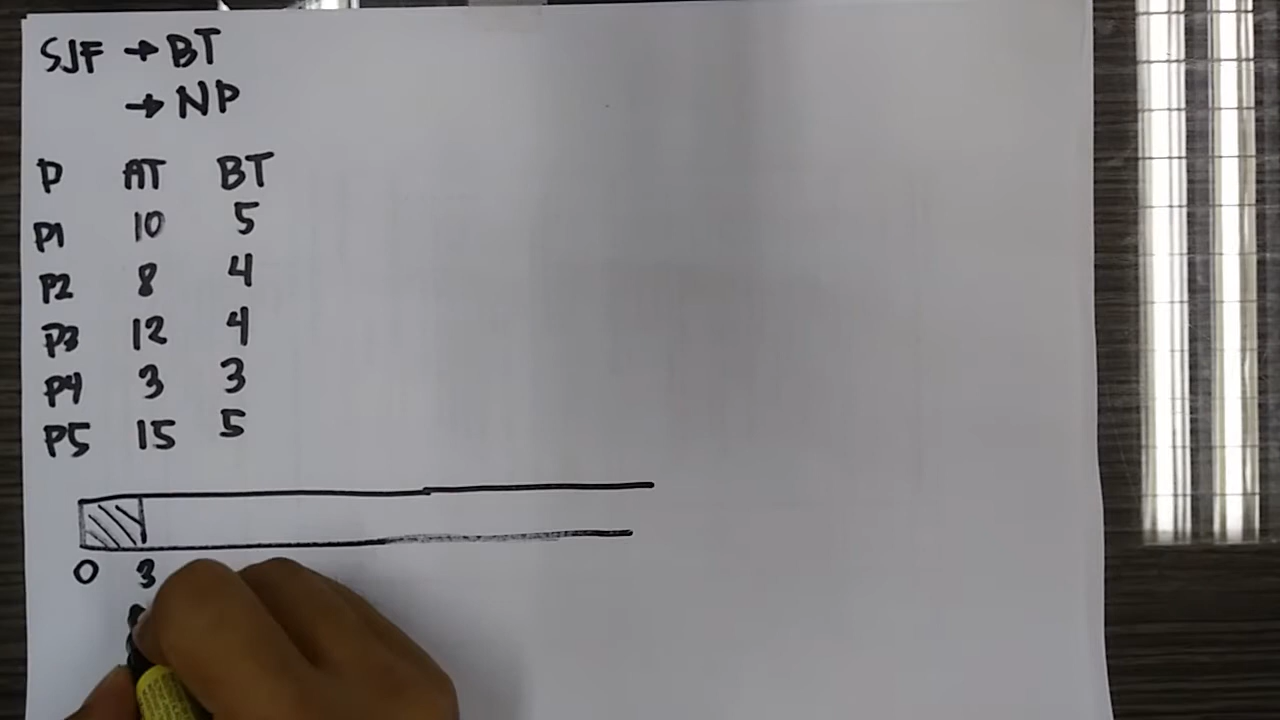 SJF → BT
→ NP
P AT BT
P1 10 5
P2 8 4
P3 12 4
P4 3 3
P5 15 5
0 3